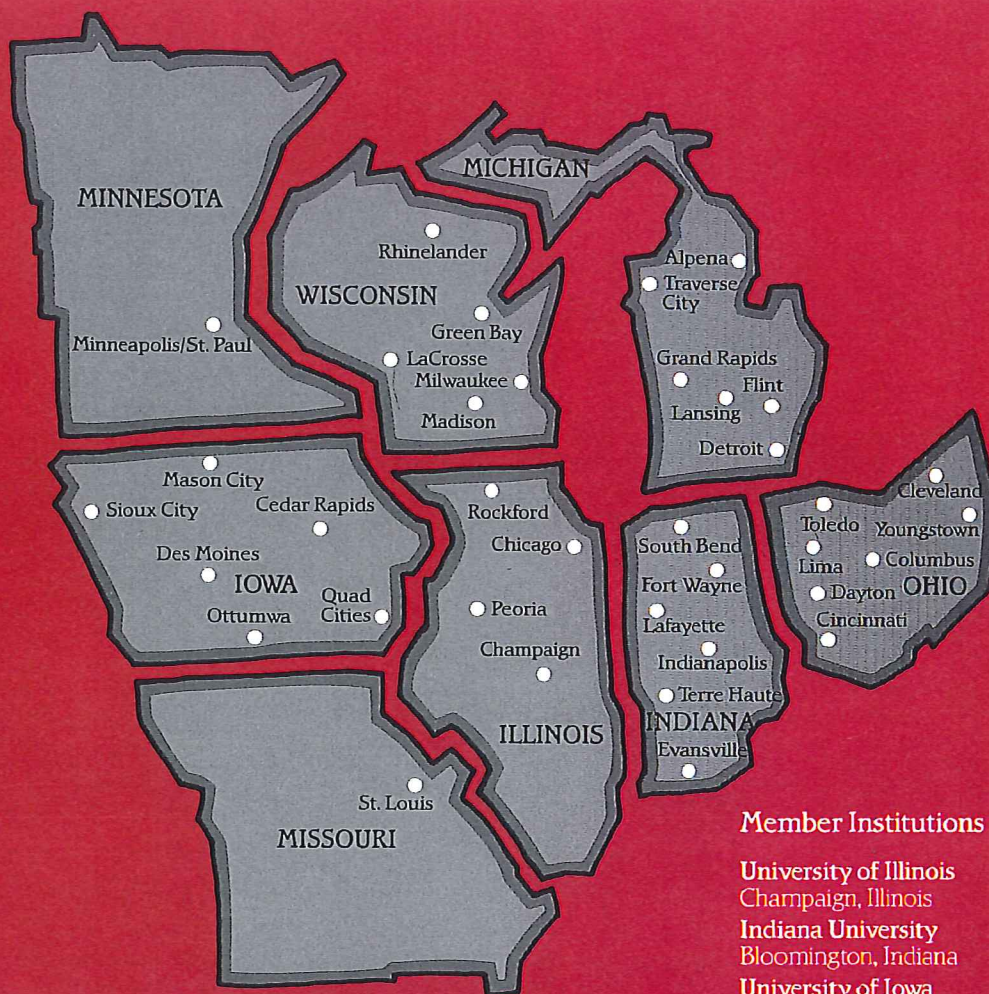 MINNESOTA
Minneapolis/St. Paul
MICHIGAN
Alpena
Traverse
City
Grand Rapids
Flint
Lansing
Detroit
Rhinelander
WISCONSIN
Green Bay
LaCrosse
Milwaukee
Madison
Mason City
Sioux City
Cedar Rapids
Des Moines
IOWA
Quad
Cities
Ottumwa
Rockford
Chicago
Peoria
Champaign
ILLINOIS
South Bend
Fort Wayne
Lafayette
Indianapolis
Terre Haute
INDIANA
Evansville
Cleveland
Toledo
Youngstown
Lima
Columbus
Dayton
OHIO
Cincinnati
St. Louis
MISSOURI
Member Institutions
University of Illinois
Champaign, Illinois
Indiana University
Bloomington, Indiana
University of Iowa